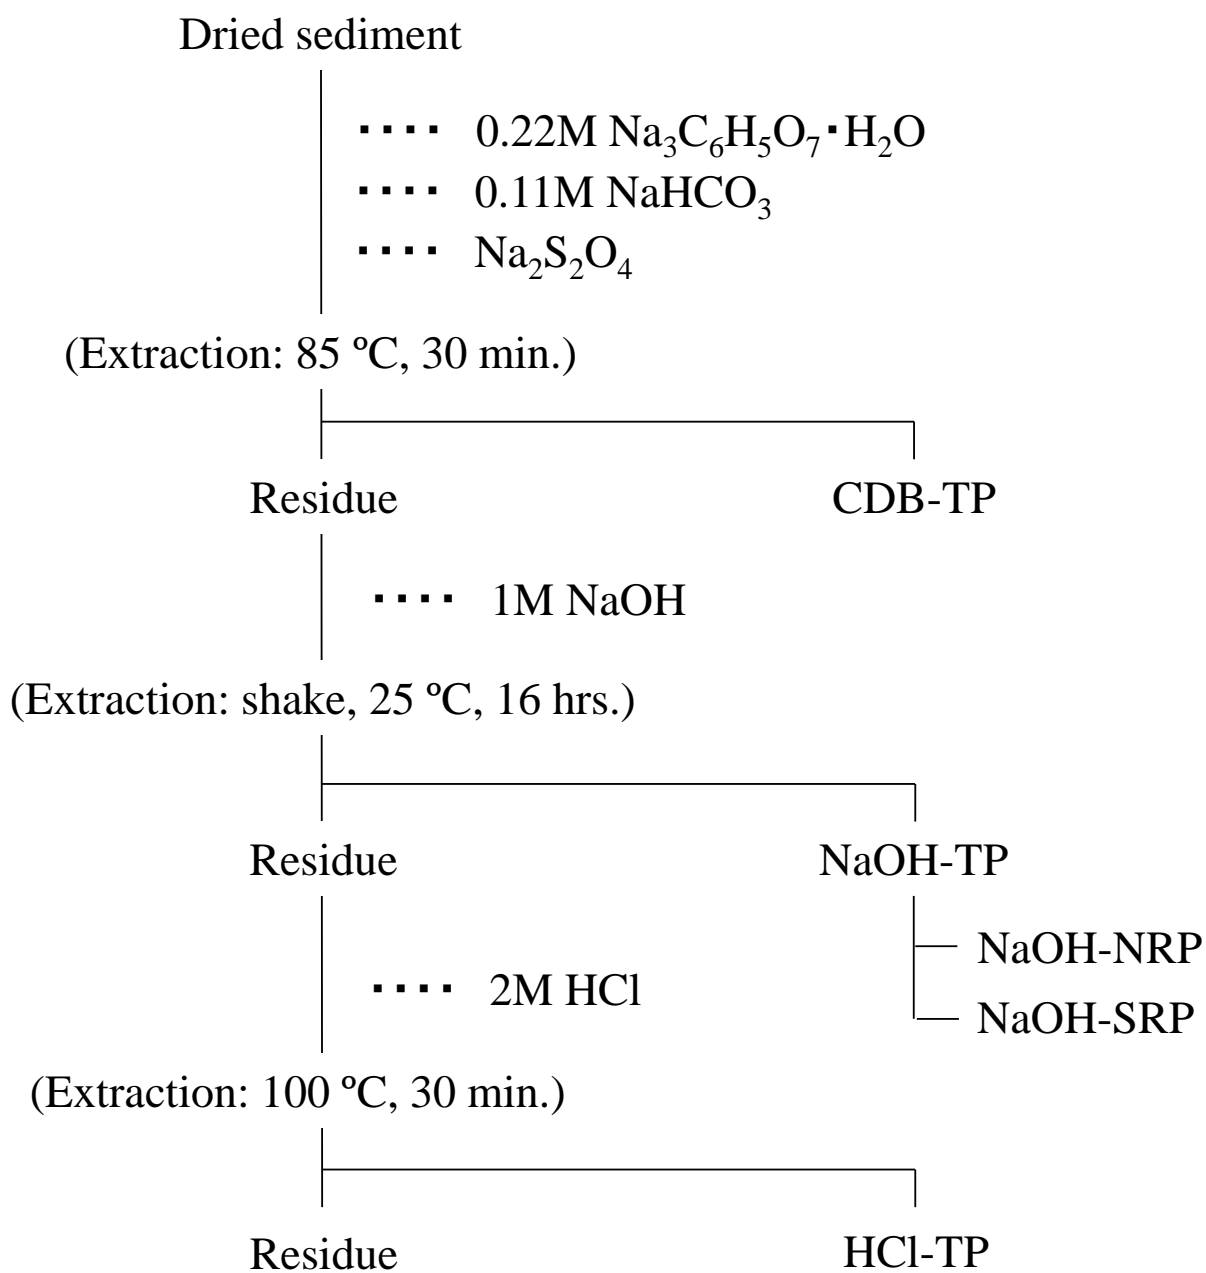 Dried sediment
▪▪▪▪ 0.22M Na₃C₆H₅O₇▪H₂O
▪▪▪▪ 0.11M NaHCO₃
▪▪▪▪ Na₂S₂O₄
(Extraction: 85 ºC, 30 min.)
Residue CDB-TP
▪▪▪▪ 1M NaOH
(Extraction: shake, 25 ºC, 16 hrs.)
Residue NaOH-TP
NaOH-NRP
▪▪▪▪ 2M HCl
NaOH-SRP
(Extraction: 100 ºC, 30 min.)
Residue HCl-TP